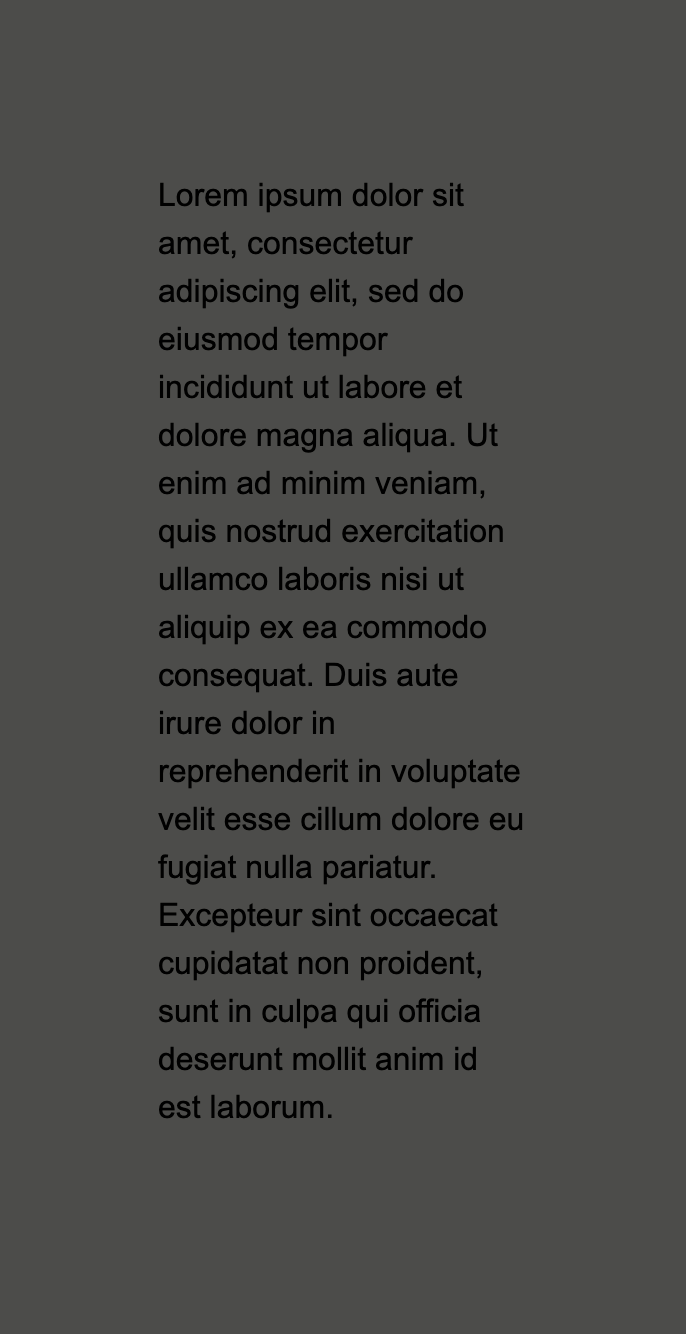 Lorem ipsum dolor sit
amet, consectetur
adipiscing elit, sed do
eiusmod tempor
incididunt ut labore et
dolore magna aliqua. Ut
enim ad minim veniam,
quis nostrud exercitation
ullamco laboris nisi ut
aliquip ex ea commodo
consequat. Duis aute
irure dolor in
reprehenderit in voluptate
velit esse cillum dolore eu
fugiat nulla pariatur.
Excepteur sint occaecat
cupidatat non proident,
sunt in culpa qui officia
deserunt mollit anim id
est laborum.